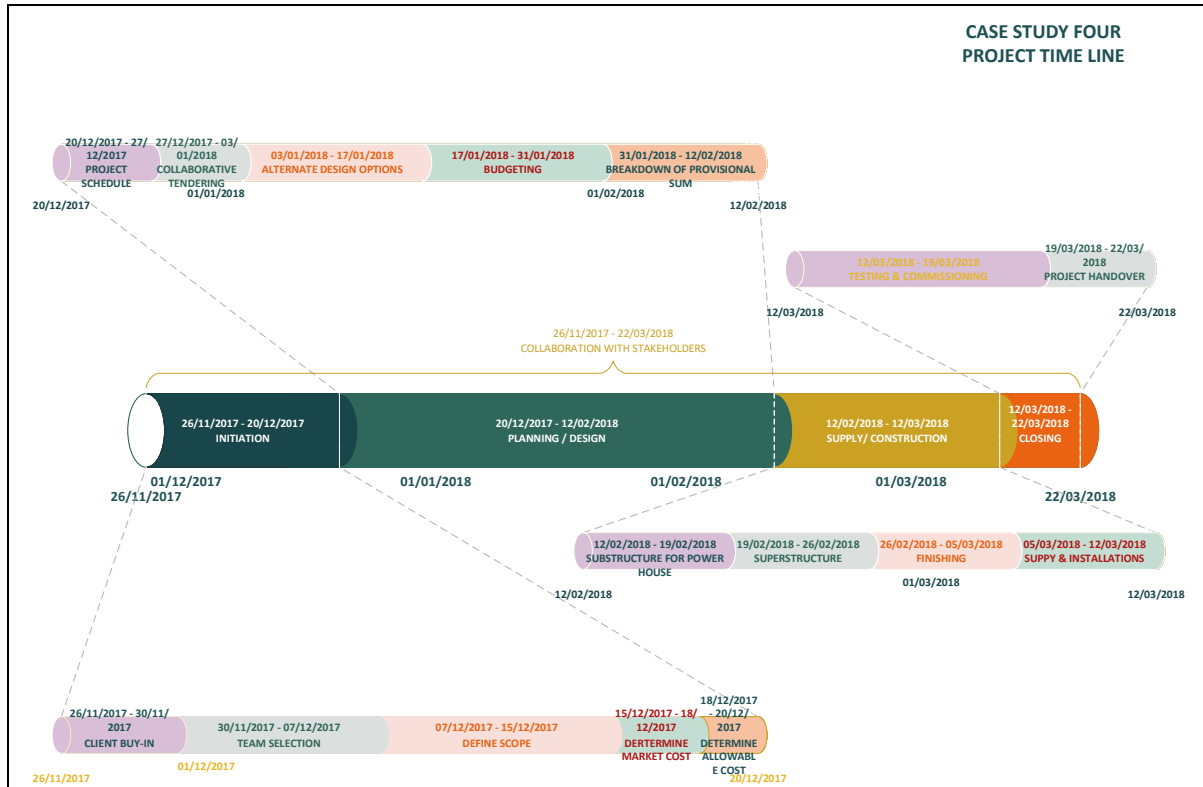 CASE STUDY FOUR
PROJECT TIME LINE
20/12/2017 - 27/
12/2017
PROJECT
SCHEDULE
27/12/2017 - 03/
01/2018
COLLABORATIVE
TENDERING
03/01/2018 - 17/01/2018
ALTERNATE DESIGN OPTIONS
17/01/2018 - 31/01/2018
BUDGETING
31/01/2018 - 12/02/2018
BREAKDOWN OF PROVISIONAL
SUM
20/12/2017
01/01/2018
01/02/2018
12/02/2018
12/03/2018 - 19/03/2018
TESTING & COMMISSIONING
19/03/2018 - 22/03/
2018
PROJECT HANDOVER
12/03/2018
22/03/2018
26/11/2017 - 22/03/2018
COLLABORATION WITH STAKEHOLDERS
26/11/2017 - 20/12/2017
INITIATION
20/12/2017 - 12/02/2018
PLANNING / DESIGN
12/02/2018 - 12/03/2018
SUPPLY/ CONSTRUCTION
12/03/2018 -
22/03/2018
CLOSING
26/11/2017
01/12/2017
01/01/2018
01/02/2018
01/03/2018
22/03/2018
12/02/2018 - 19/02/2018
SUBSTRUCTURE FOR POWER
HOUSE
19/02/2018 - 26/02/2018
SUPERSTRUCTURE
26/02/2018 - 05/03/2018
FINISHING
05/03/2018 - 12/03/2018
SUPPY & INSTALLATIONS
12/02/2018
01/03/2018
12/03/2018
26/11/2017 - 30/11/
2017
CLIENT BUY-IN
30/11/2017 - 07/12/2017
TEAM SELECTION
07/12/2017 - 15/12/2017
DEFINE SCOPE
15/12/2017 - 18/
12/2017
DERTERMINE
MARKET COST
18/12/2017
- 20/12/
2017
DETERMINE
ALLOWABL
E COST
26/11/2017
01/12/2017
20/12/2017